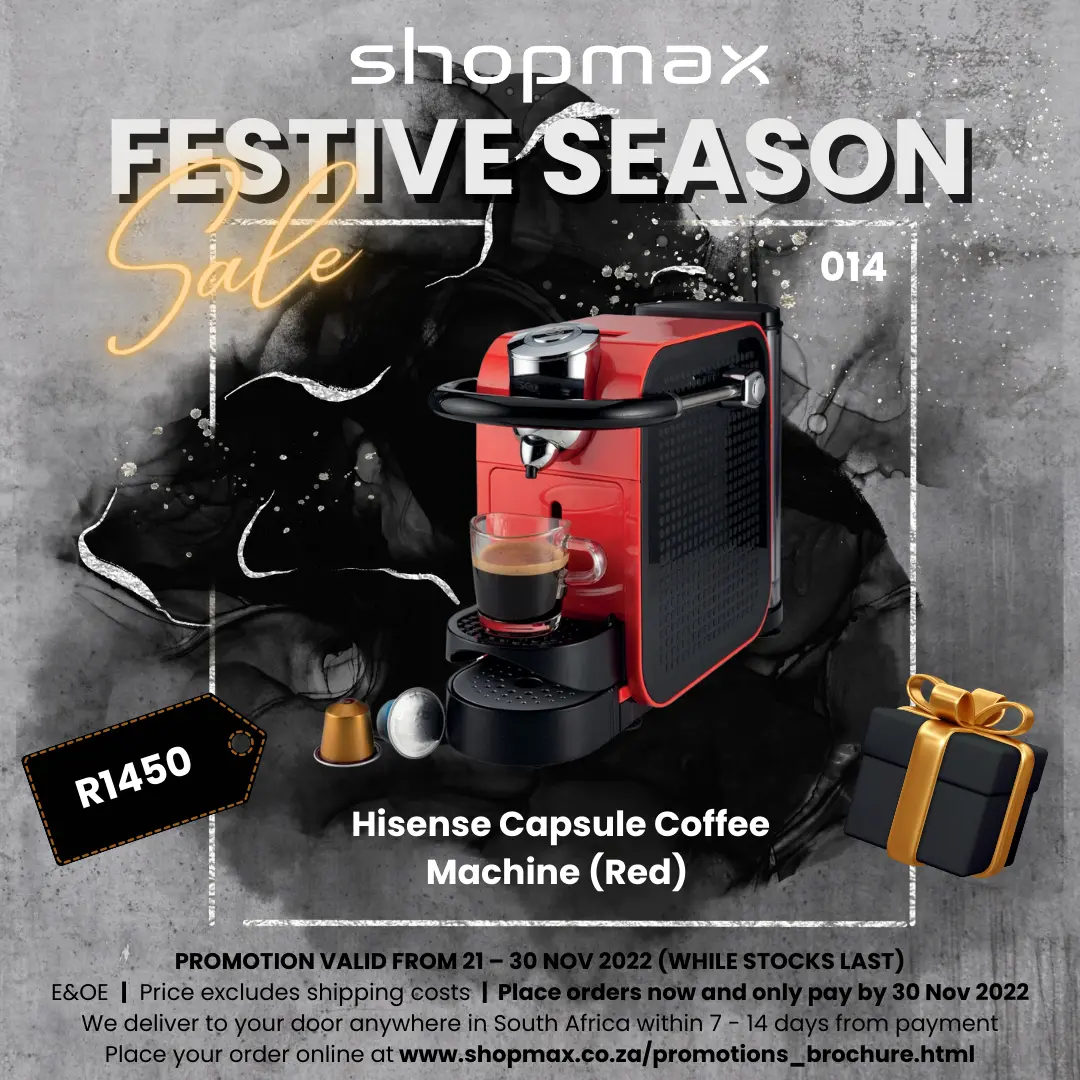 shopmax
FESTIVE SEASON
Sale
014
R1450
Hisense Capsule Coffee
Machine (Red)
PROMOTION VALID FROM 21 – 30 NOV 2022 (WHILE STOCKS LAST)
E&OE | Price excludes shipping costs | Place orders now and only pay by 30 Nov 2022
We deliver to your door anywhere in South Africa within 7 - 14 days from payment
Place your order online at www.shopmax.co.za/promotions_brochure.html